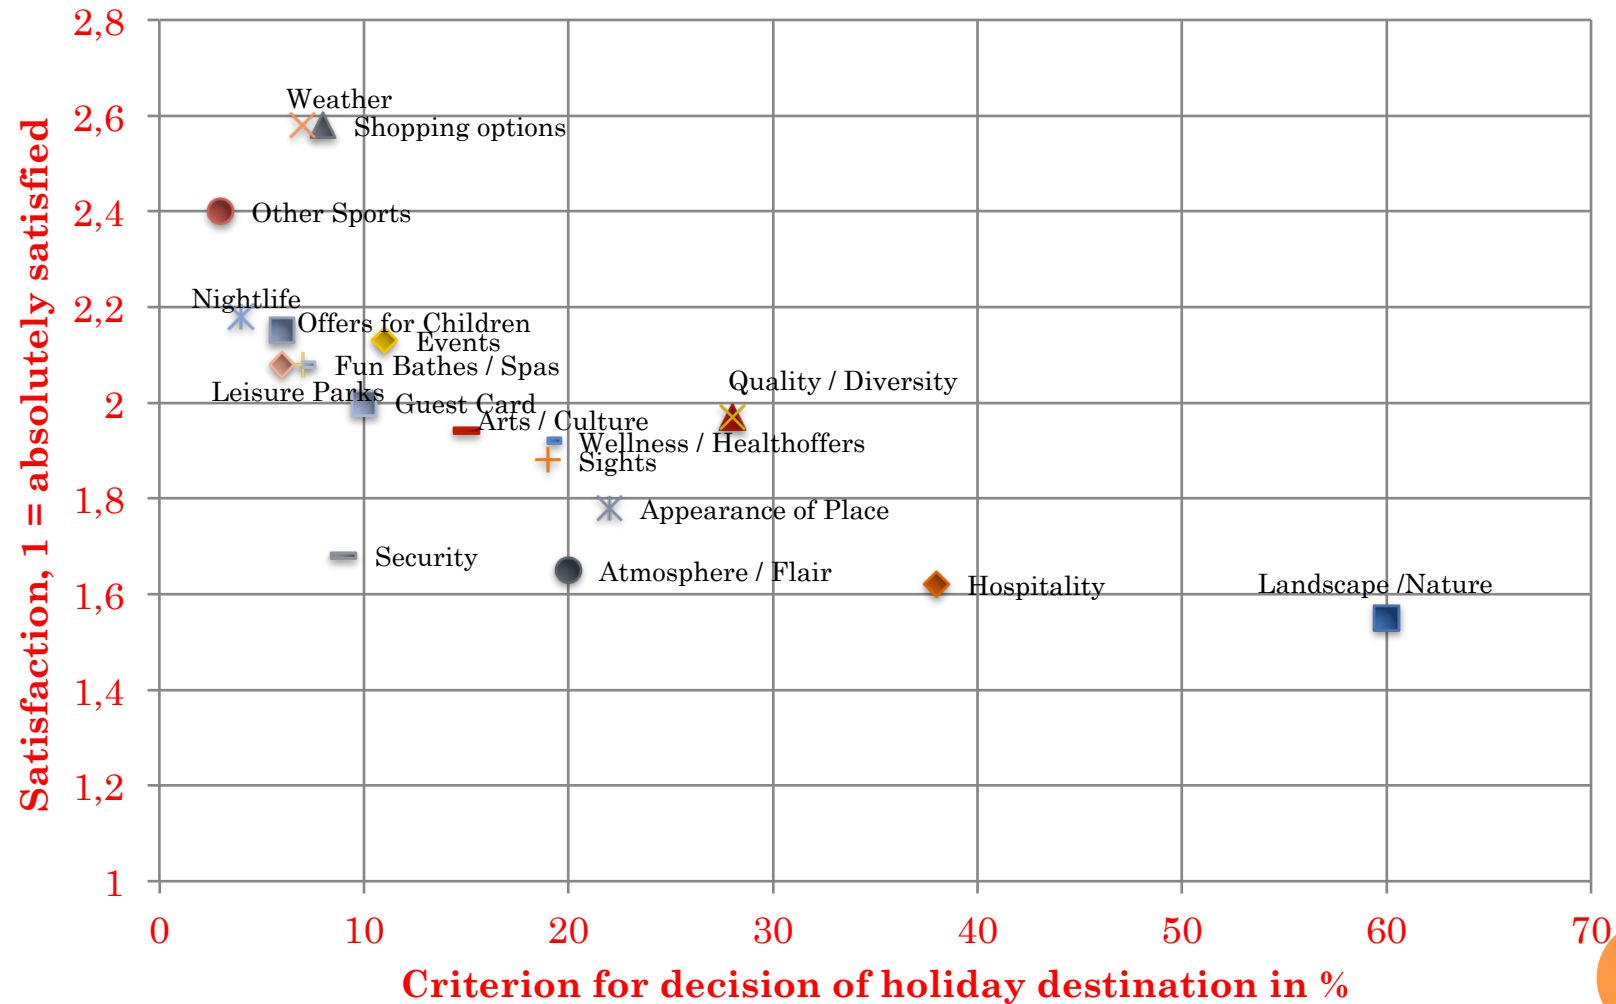 2,8
Weather
2,6
Shopping options
2,4
Other Sports
Nightlife
2,2
Offers for Children
Events
Fun Bathes / Spas
Quality / Diversity
Leisure Parks
2
Guest Card
Arts / Culture
Wellness / Healthoffers
Sights
1,8
Appearance of Place
Security
Atmosphere / Flair
Hospitality
Landscape /Nature
1,6
1,4
1,2
1
Satisfaction, 1 = absolutely satisfied
0 10 20 30 40 50 60 70
Criterion for decision of holiday destination in %